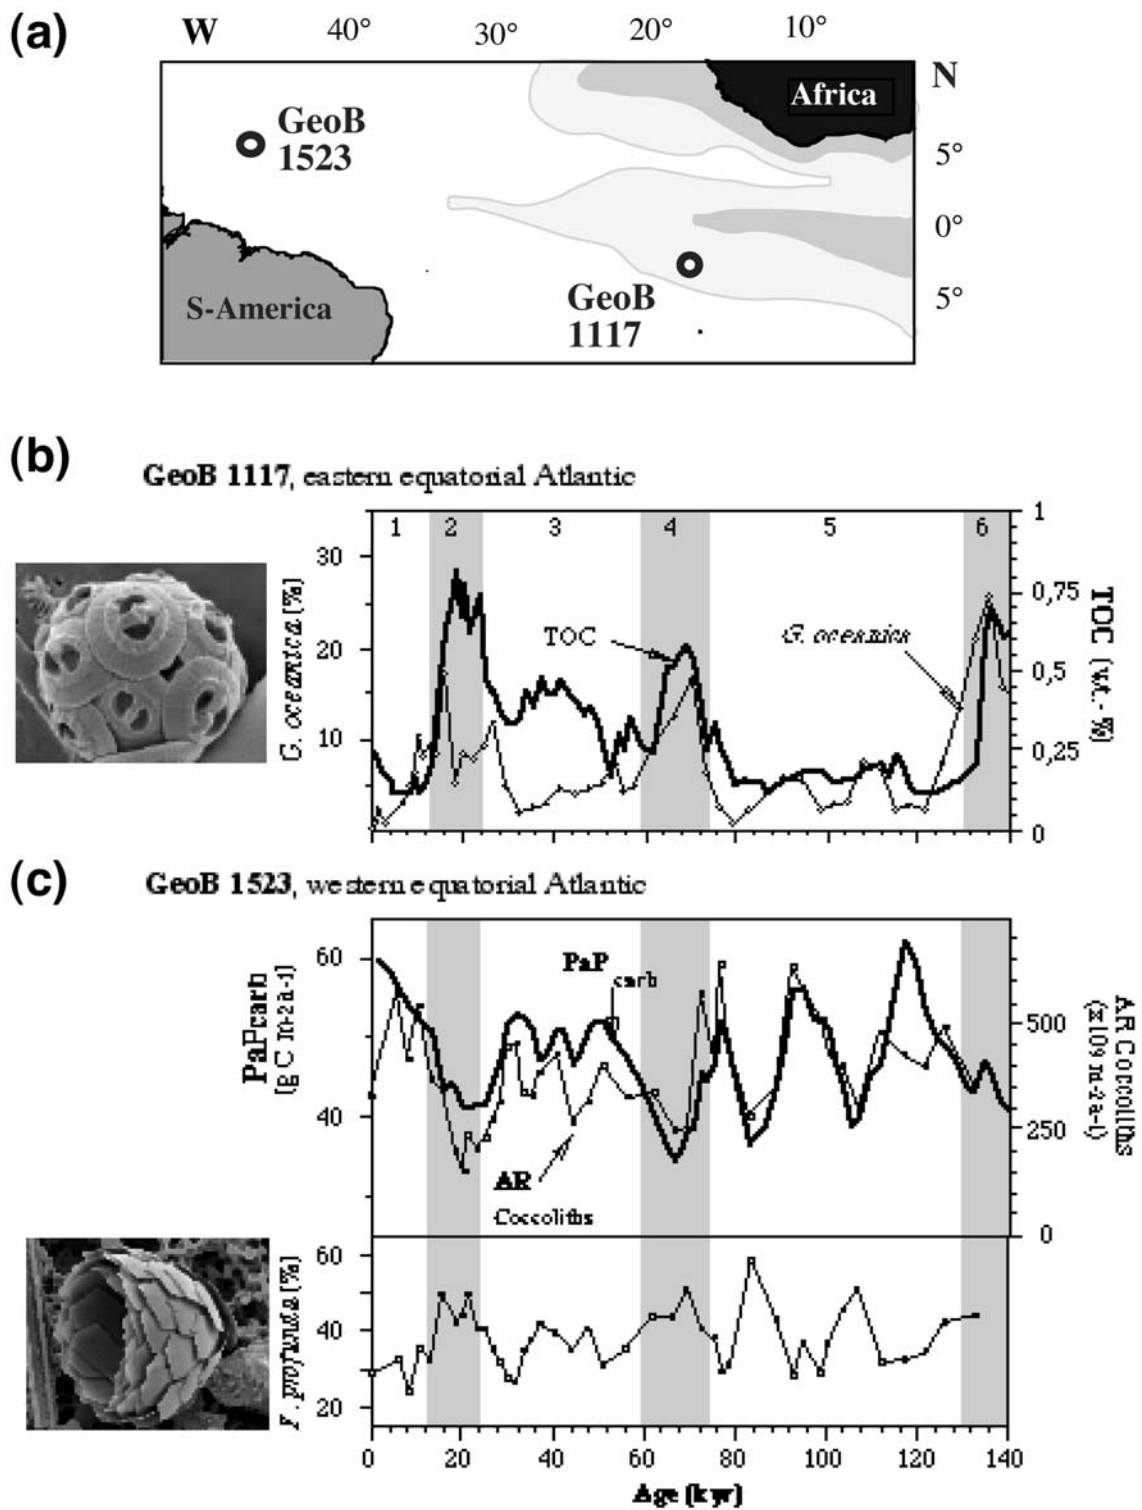 (a)
W 40° 30° 20° 10°
N
Africa
GeoB
1523
5°
0°
S-America
GeoB
1117
5°
(b)
GeoB 1117, eastern equatorial Atlantic
1 2 3 4 5 6
1
30
0,75
20
0,5
10
0,25
0
G. oceanica [%]
TOC
G. oceanica
TOC (wt.- %)
(c)
GeoB 1523, western equatorial Atlantic
60
40
PaPcarb
[g C m-2a-1]
PaP
carb
500
250
0
AR Coccoliths
(x109 m-2a-1)
AR
Coccoliths
60
40
20
F. profunda [%]
0 20 40 60 80 100 120 140
Age [kyr]